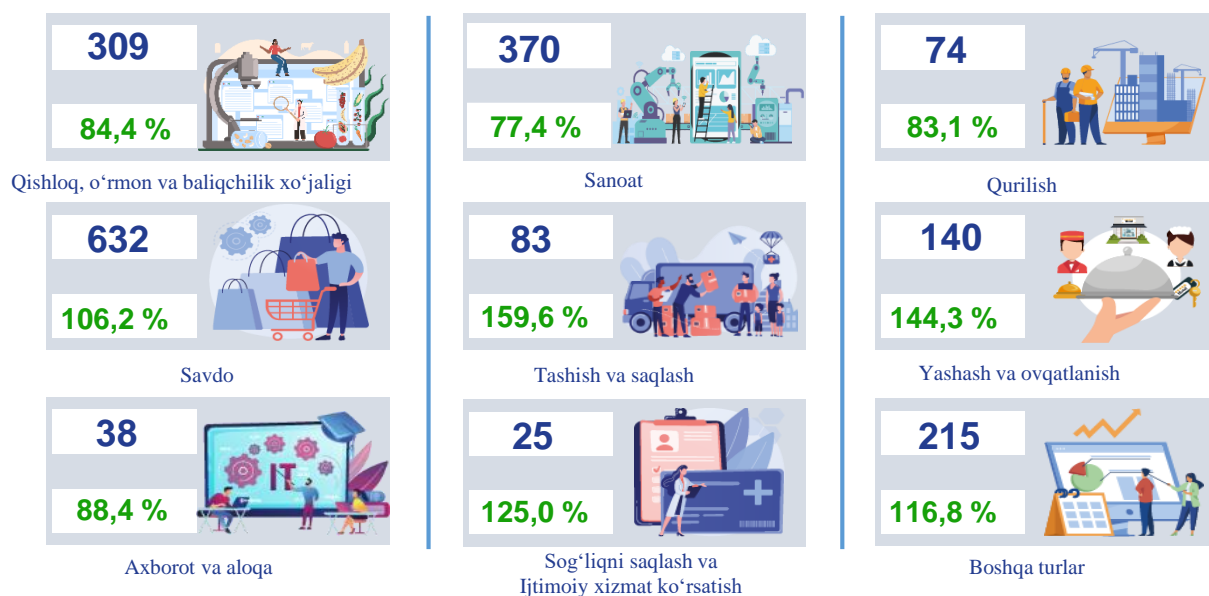 309
84,4 %
Qishloq, o‘rmon va baliqchilik xo‘jaligi
370
77,4 %
Sanoat
74
83,1 %
Qurilish
632
106,2 %
Savdo
83
159,6 %
Tashish va saqlash
140
144,3 %
Yashash va ovqatlanish
38
88,4 %
IT
Axborot va aloqa
25
125,0 %
Sog‘liqni saqlash va
Ijtimoiy xizmat ko‘rsatish
215
116,8 %
Boshqa turlar